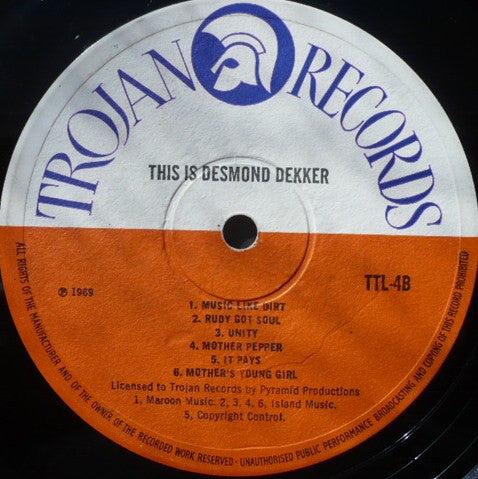 TROJAN RECORDS
THIS IS DESMOND DEKKER
℗ 1969
TTL-4B
1. MUSIC LIKE DIRT
2. RUDY GOT SOUL
3. UNITY
4. MOTHER PEPPER
5. IT PAYS
6. MOTHER'S YOUNG GIRL
Licensed to Trojan Records by Pyramid Productions
1, Maroon Music. 2, 3, 4, 6, Island Music.
5, Copyright Control.
ALL RIGHTS OF THE MANUFACTURER AND OF THE OWNER OF THE RECORDED WORK RESERVED · UNAUTHORISED PUBLIC PERFORMANCE BROADCASTING AND COPYING OF THIS RECORD PROHIBITED